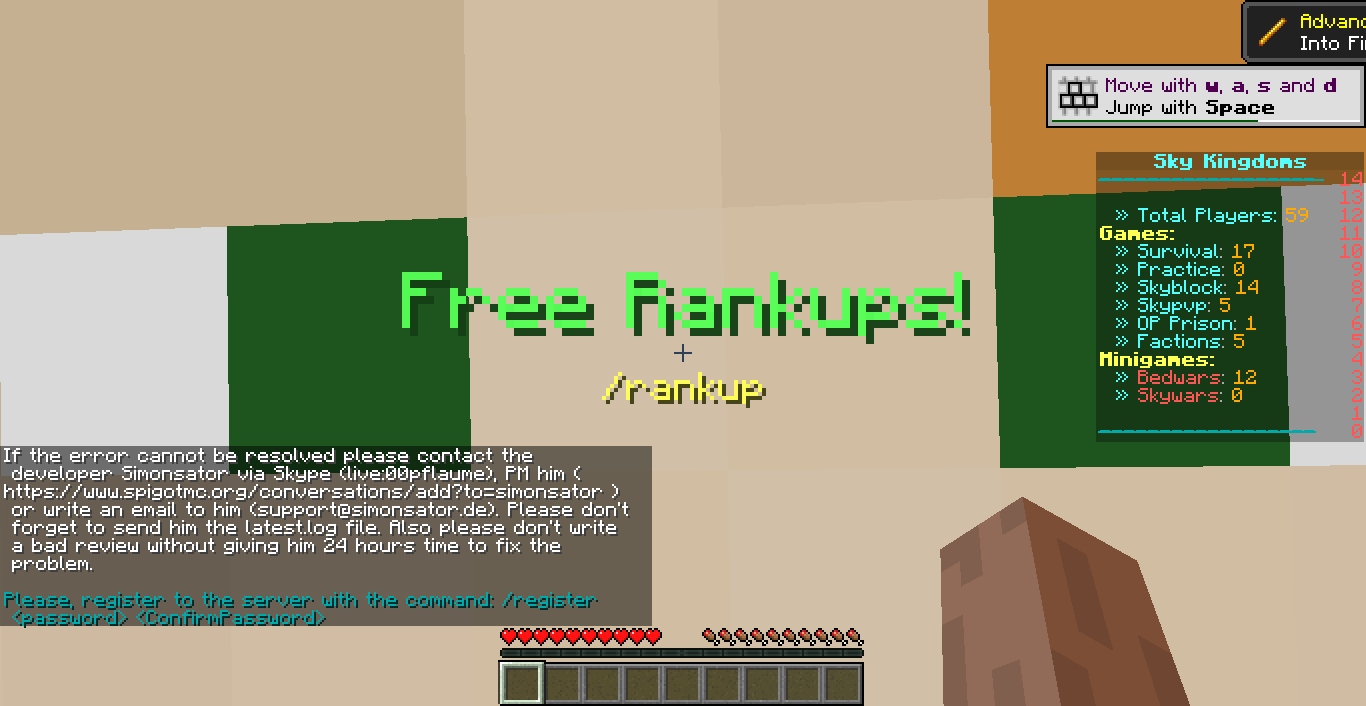 Advanc
Into Fi
Move with w, a, s and d
Jump with Space
Sky Kingdoms
14
13
» Total Players: 59 12
Games: 11
» Survival: 17 10
» Practice: 0 9
» Skyblock: 14 8
» Skypvp: 5 7
» OP Prison: 1 6
» Factions: 5 5
Minigames: 4
» Bedwars: 12 3
» Skywars: 0 2
1
0
Free Rankups!
/rankup
If the error cannot be resolved please contact the
developer Simonsator via Skype (live:00pflaume), PM him (
https://www.spigotmc.org/conversations/add?to=simonsator )
or write an email to him (support@simonsator.de). Please don't
forget to send him the latest.log file. Also please don't write
a bad review without giving him 24 hours time to fix the
problem.
Please, register to the server with the command: /register
<password> <ConfirmPassword>